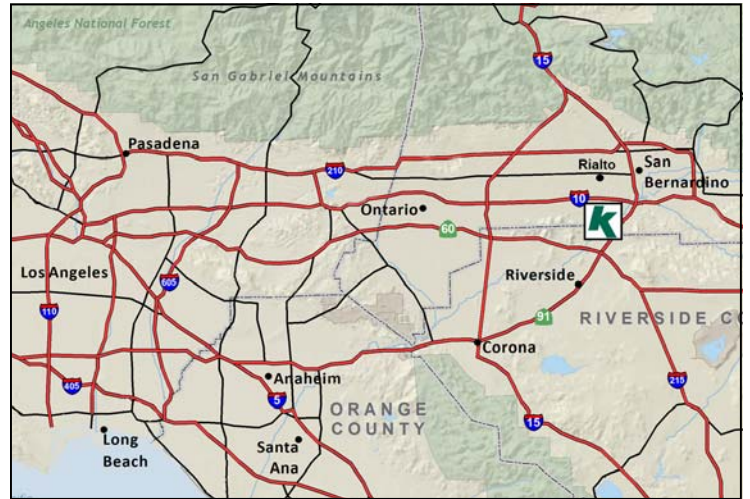 Angeles National Forest
San Gabriel Mountains
15
Pasadena
210
Rialto
San
Bernardino
Ontario
10
K
60
Los Angeles
605
Riverside
110
91
RIVERSIDE CO
Corona
405
Anaheim
5
215
ORANGE
COUNTY
15
Long
Beach
Santa
Ana